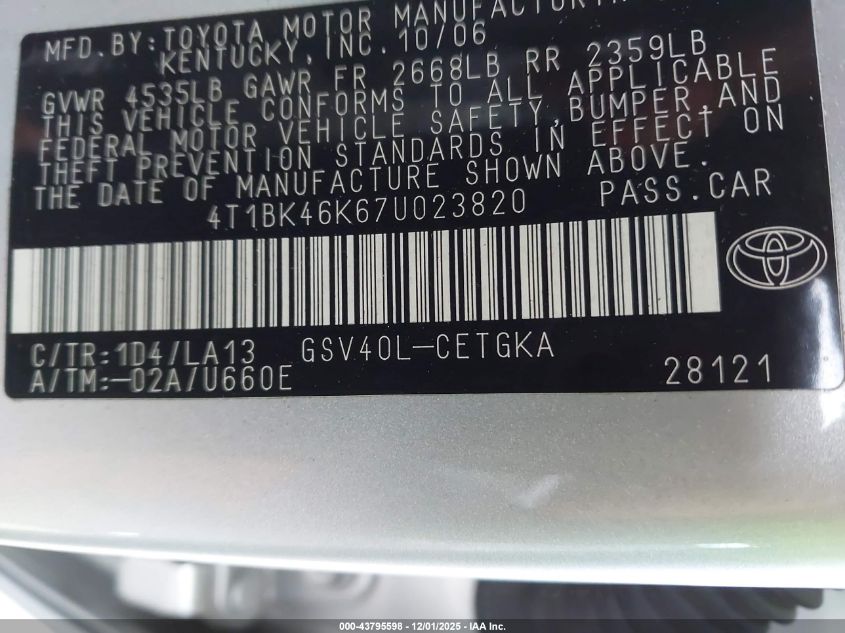 MFD. BY: TOYOTA MOTOR MANUFACTURING
KENTUCKY, INC. 10/06
GVWR 4535LB GAWR FR 2668LB RR 2359LB
THIS VEHICLE CONFORMS TO ALL APPLICABLE
FEDERAL MOTOR VEHICLE SAFETY, BUMPER, AND
THEFT PREVENTION STANDARDS IN EFFECT ON
THE DATE OF MANUFACTURE SHOWN ABOVE.
4T1BK46K67U023820 PASS.CAR
C/TR:1D4/LA13 GSV40L-CETGKA
A/TM:-02A/U660E 28121
000-43795598 - 12/01/2025 - IAA Inc.